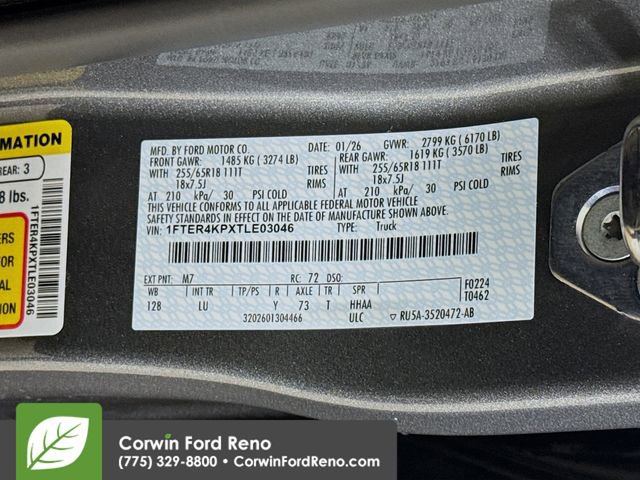 MFD. BY FORD MOTOR CO.
DATE: 01/26 GVWR: 2799 KG (6170 LB)
FRONT GAWR: 1485 KG (3274 LB) REAR GAWR: 1619 KG (3570 LB)
WITH 255/65R18 111T TIRES WITH 255/65R18 111T TIRES
18x7.5J RIMS 18x7.5J RIMS
AT 210 kPa/ 30 PSI COLD AT 210 kPa/ 30 PSI COLD
THIS VEHICLE CONFORMS TO ALL APPLICABLE FEDERAL MOTOR VEHICLE
SAFETY STANDARDS IN EFFECT ON THE DATE OF MANUFACTURE SHOWN ABOVE.
VIN: 1FTER4KPXTLE03046 TYPE: Truck
EXT PNT: M7 RC: 72 DSO:
WB INT TR TP/PS R AXLE TR SPR F0224
128 LU Y 73 T HHAA T0462
3202601304466 ULC RU5A-3520472-AB
RMATION
REAR: 3
8 lbs.
1FTER4KPXTLE03046
Corwin Ford Reno
(775) 329-8800 • CorwinFordReno.com